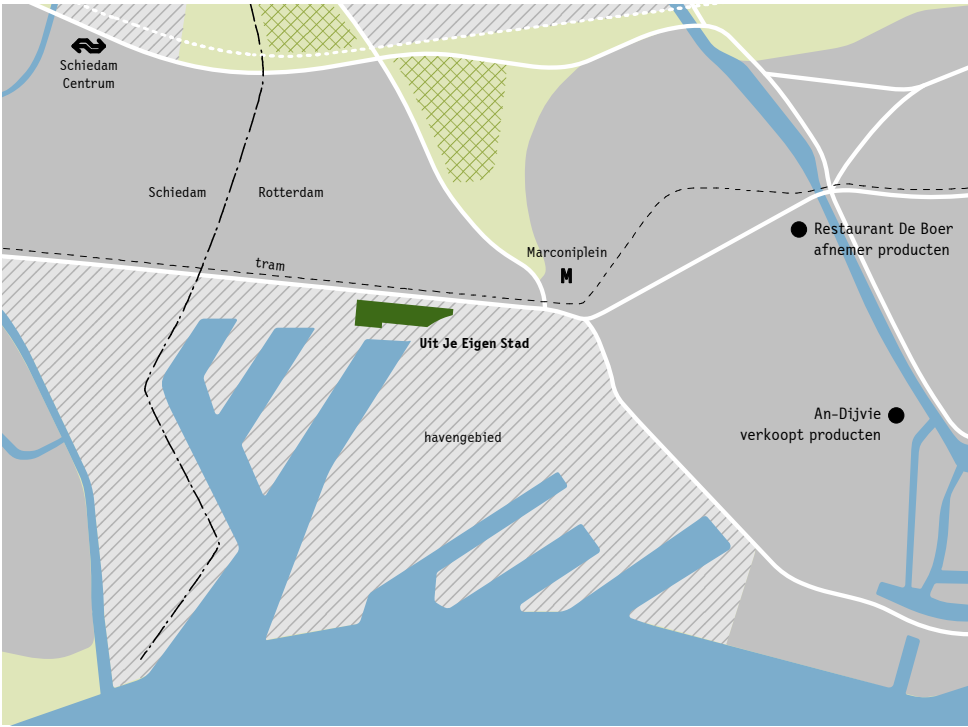 Schiedam
Centrum
Schiedam
Rotterdam
Restaurant De Boer
afnemer producten
Marconiplein
M
tram
Uit Je Eigen Stad
An-Dijvie
verkoopt producten
havengebied